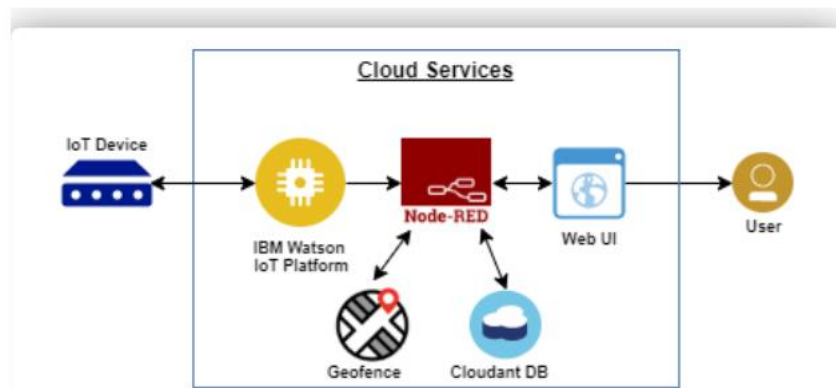 Cloud Services
IoT Device
Node-RED
IBM Watson
IoT Platform
Web UI
User
Geofence
Cloudant DB